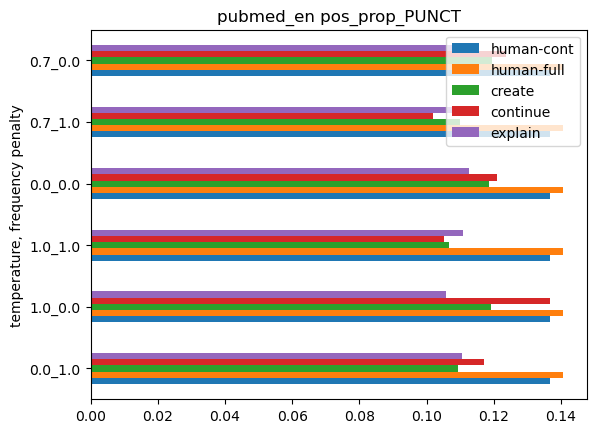 pubmed_en pos_prop_PUNCT
temperature, frequency penalty
0.7_0.0
0.7_1.0
0.0_0.0
1.0_1.0
1.0_0.0
0.0_1.0
human-cont
human-full
create
continue
explain
0.00 0.02 0.04 0.06 0.08 0.10 0.12 0.14